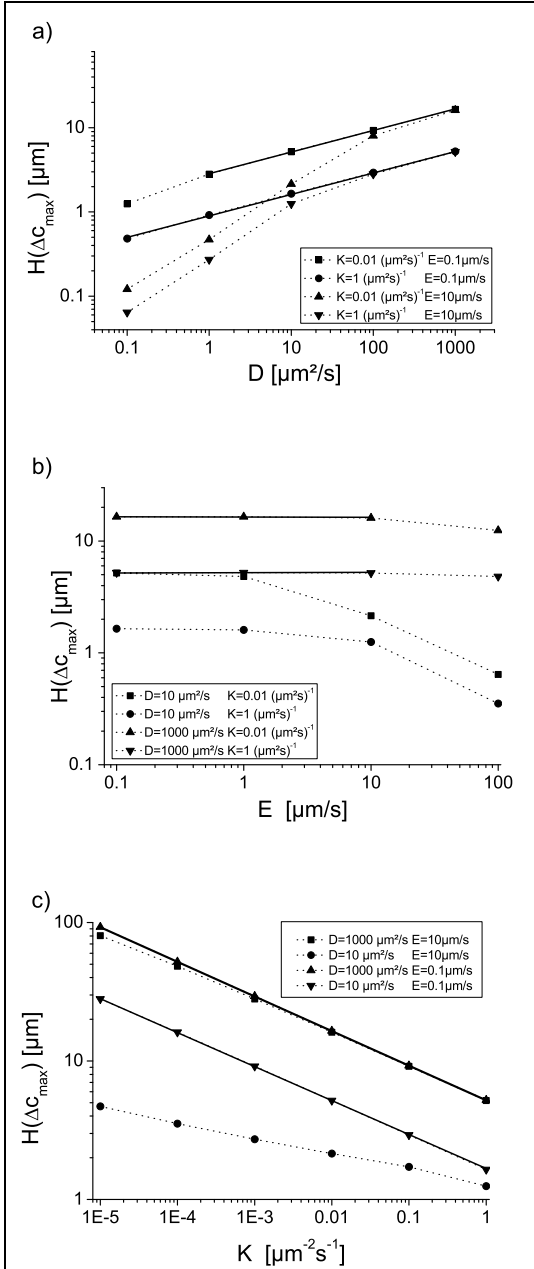 a)
H(Δcmax) [µm]
10
1
0.1
K=0.01 (µm²s)-1 E=0.1µm/s
K=1 (µm²s)-1 E=0.1µm/s
K=0.01 (µm²s)-1E=10µm/s
K=1 (µm²s)-1 E=10µm/s
0.1 1 10 100 1000
D [µm²/s]
b)
H(Δcmax) [µm]
10
1
0.1
D=10 µm²/s K=0.01 (µm²s)-1
D=10 µm²/s K=1 (µm²s)-1
D=1000 µm²/s K=0.01 (µm²s)-1
D=1000 µm²/s K=1 (µm²s)-1
0.1 1 10 100
E [µm/s]
c)
H(Δcmax) [µm]
100
10
1
D=1000 µm²/s E=10µm/s
D=10 µm²/s E=10µm/s
D=1000 µm²/s E=0.1µm/s
D=10 µm²/s E=0.1µm/s
1E-5 1E-4 1E-3 0.01 0.1 1
K [µm-2s-1]